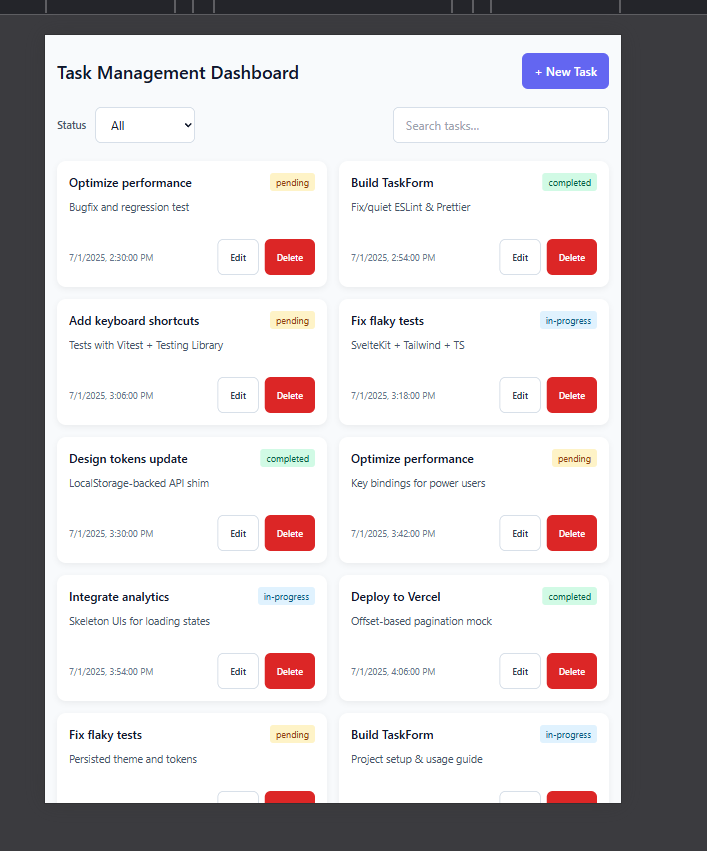 Task Management Dashboard
+ New Task
Status
All
Search tasks...
Optimize performance
pending
Bugfix and regression test
7/1/2025, 2:30:00 PM
Edit
Delete
Build TaskForm
completed
Fix/quiet ESLint & Prettier
7/1/2025, 2:54:00 PM
Edit
Delete
Add keyboard shortcuts
pending
Tests with Vitest + Testing Library
7/1/2025, 3:06:00 PM
Edit
Delete
Fix flaky tests
in-progress
SvelteKit + Tailwind + TS
7/1/2025, 3:18:00 PM
Edit
Delete
Design tokens update
completed
LocalStorage-backed API shim
7/1/2025, 3:30:00 PM
Edit
Delete
Optimize performance
pending
Key bindings for power users
7/1/2025, 3:42:00 PM
Edit
Delete
Integrate analytics
in-progress
Skeleton UIs for loading states
7/1/2025, 3:54:00 PM
Edit
Delete
Deploy to Vercel
completed
Offset-based pagination mock
7/1/2025, 4:06:00 PM
Edit
Delete
Fix flaky tests
pending
Persisted theme and tokens
Build TaskForm
in-progress
Project setup & usage guide